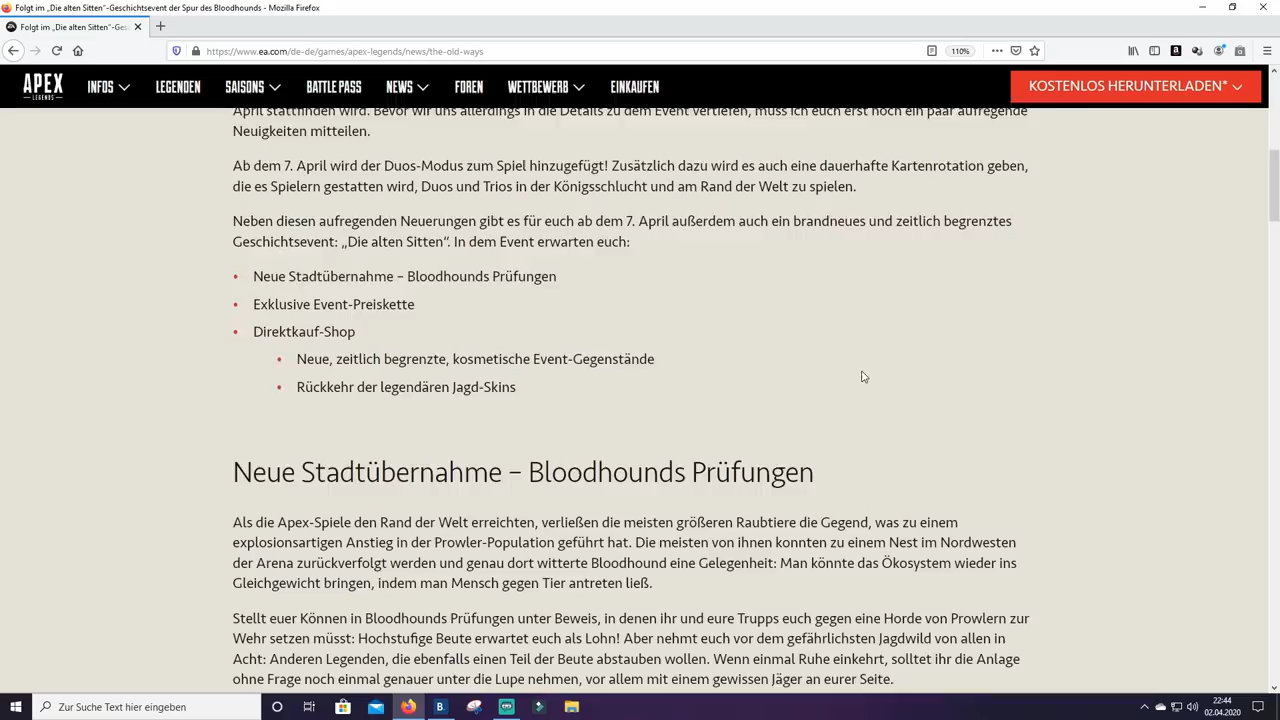 Folgt im „Die alten Sitten“-Geschichtsevent der Spur des Bloodhounds - Mozilla Firefox
Folgt im „Die alten Sitten“-Ges
https://www.ea.com/de-de/games/apex-legends/news/the-old-ways
110%
APEX
LEGENDS
INFOS
LEGENDEN
SAISONS
BATTLE PASS
NEWS
FOREN
WETTBEWERB
EINKAUFEN
KOSTENLOS HERUNTERLADEN*
April stattfinden wird. Bevor wir uns allerdings in die Details zu dem Event vertiefen, muss ich euch erst noch ein paar aufregende
Neuigkeiten mitteilen.
Ab dem 7. April wird der Duos-Modus zum Spiel hinzugefügt! Zusätzlich dazu wird es auch eine dauerhafte Kartenrotation geben,
die es Spielern gestatten wird, Duos und Trios in der Königsschlucht und am Rand der Welt zu spielen.
Neben diesen aufregenden Neuerungen gibt es für euch ab dem 7. April außerdem auch ein brandneues und zeitlich begrenztes
Geschichtsevent: „Die alten Sitten“. In dem Event erwarten euch:
• Neue Stadtübernahme – Bloodhounds Prüfungen
• Exklusive Event-Preiskette
• Direktkauf-Shop
• Neue, zeitlich begrenzte, kosmetische Event-Gegenstände
• Rückkehr der legendären Jagd-Skins
Neue Stadtübernahme – Bloodhounds Prüfungen
Als die Apex-Spiele den Rand der Welt erreichten, verließen die meisten größeren Raubtiere die Gegend, was zu einem
explosionsartigen Anstieg in der Prowler-Population geführt hat. Die meisten von ihnen konnten zu einem Nest im Nordwesten
der Arena zurückverfolgt werden und genau dort witterte Bloodhound eine Gelegenheit: Man könnte das Ökosystem wieder ins
Gleichgewicht bringen, indem man Mensch gegen Tier antreten ließ.
Stellt euer Können in Bloodhounds Prüfungen unter Beweis, in denen ihr und eure Trupps euch gegen eine Horde von Prowlern zur
Wehr setzen müsst: Hochstufige Beute erwartet euch als Lohn! Aber nehmt euch vor dem gefährlichsten Jagdwild von allen in
Acht: Anderen Legenden, die ebenfalls einen Teil der Beute abstauben wollen. Wenn einmal Ruhe einkehrt, solltet ihr die Anlage
ohne Frage noch einmal genauer unter die Lupe nehmen, vor allem mit einem gewissen Jäger an eurer Seite.
Zur Suche Text hier eingeben
22:44
02.04.2020